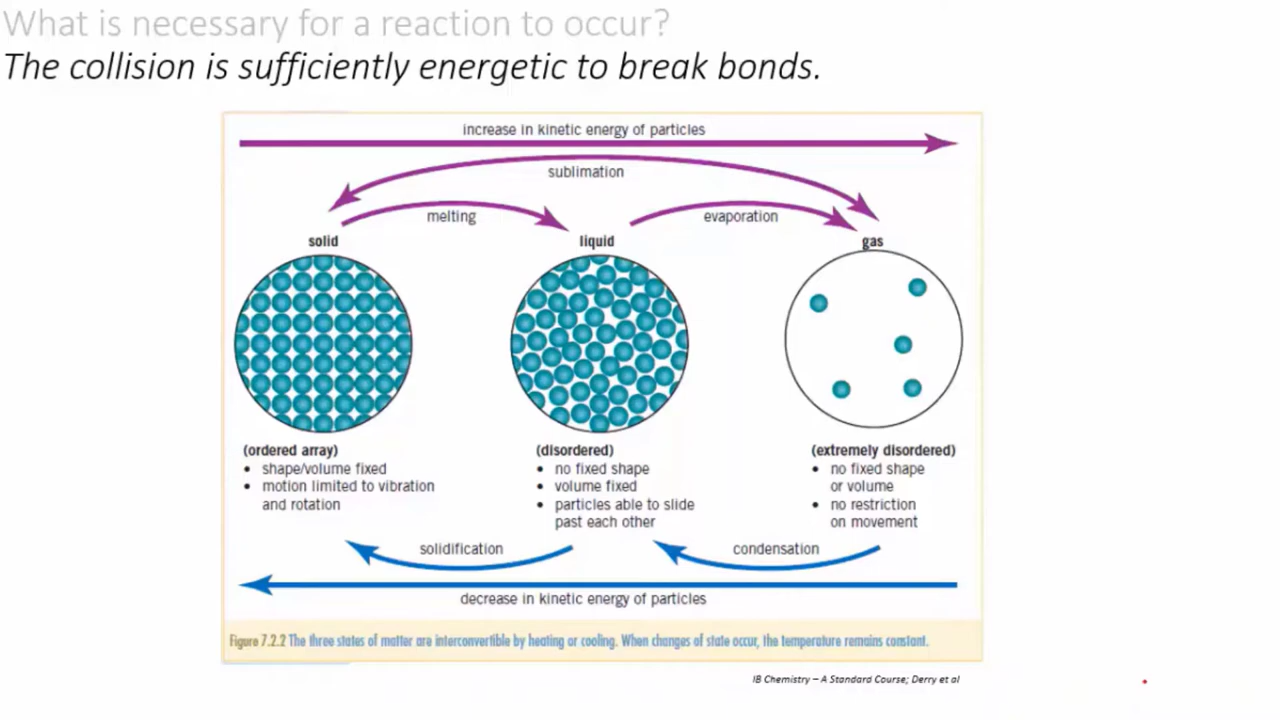 What is necessary for a reaction to occur?
The collision is sufficiently energetic to break bonds.
increase in kinetic energy of particles
sublimation
melting
evaporation
solid
liquid
gas
(ordered array)
• shape/volume fixed
• motion limited to vibration
and rotation
(disordered)
• no fixed shape
• volume fixed
• particles able to slide
past each other
(extremely disordered)
• no fixed shape
or volume
• no restriction
on movement
solidification
condensation
decrease in kinetic energy of particles
Figure 7.2.2 The three states of matter are interconvertible by heating or cooling. When changes of state occur, the temperature remains constant.
IB Chemistry – A Standard Course; Derry et al